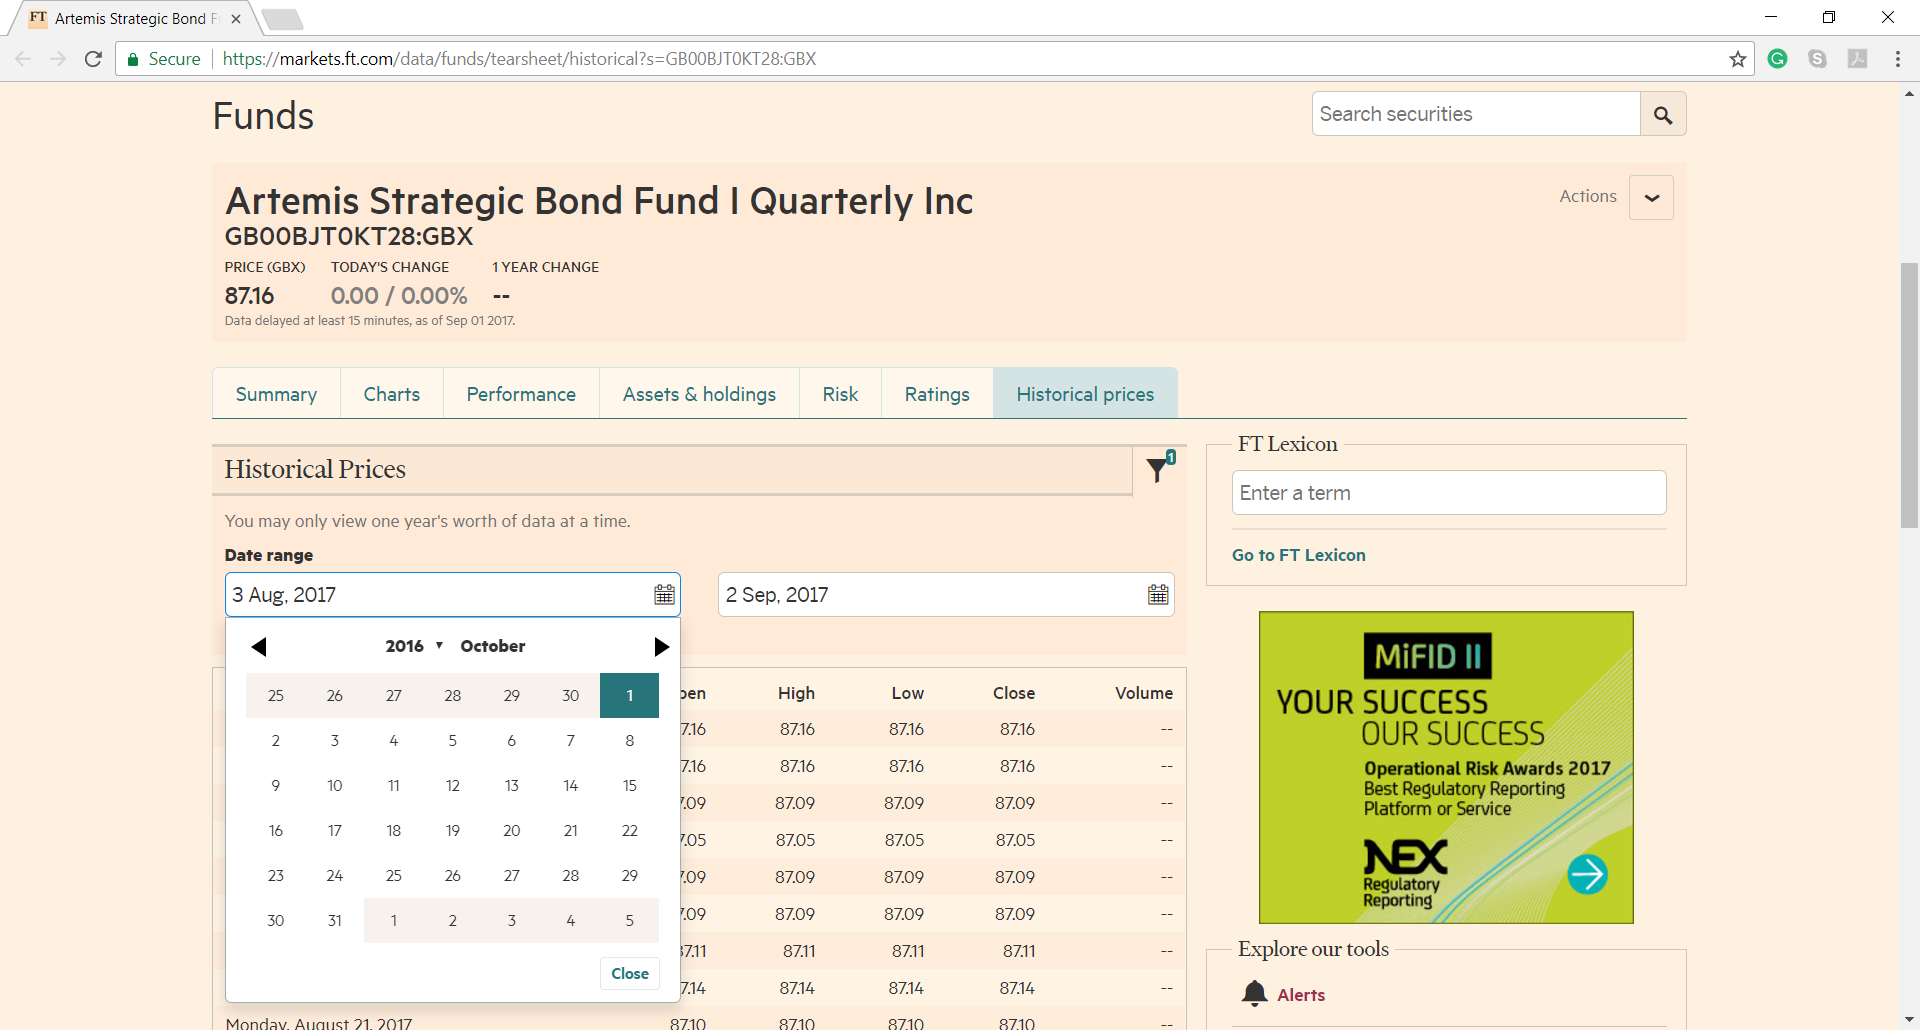 FT Artemis Strategic Bond F
Secure https://markets.ft.com/data/funds/tearsheet/historical?s=GB00BJT0KT28:GBX
Funds
Search securities
Artemis Strategic Bond Fund I Quarterly Inc
Actions
GB00BJT0KT28:GBX
PRICE (GBX) TODAY'S CHANGE 1 YEAR CHANGE
87.16 0.00 / 0.00% --
Data delayed at least 15 minutes, as of Sep 01 2017.
Summary Charts Performance Assets & holdings Risk Ratings Historical prices
Historical Prices
1
You may only view one year's worth of data at a time.
Date range
3 Aug, 2017 2 Sep, 2017
2016 ▼ October
25 26 27 28 29 30 1
2 3 4 5 6 7 8
9 10 11 12 13 14 15
16 17 18 19 20 21 22
23 24 25 26 27 28 29
30 31 1 2 3 4 5
Close
pen High Low Close Volume
7.16 87.16 87.16 87.16 --
7.16 87.16 87.16 87.16 --
7.09 87.09 87.09 87.09 --
7.05 87.05 87.05 87.05 --
7.09 87.09 87.09 87.09 --
7.09 87.09 87.09 87.09 --
87.11 87.11 87.11 87.11 --
7.14 87.14 87.14 87.14 --
Monday, August 21, 2017 87.10 87.10 87.10 87.10 --
FT Lexicon
Enter a term
Go to FT Lexicon
MiFID II
YOUR SUCCESS
OUR SUCCESS
Operational Risk Awards 2017
Best Regulatory Reporting
Platform or Service
NEX
Regulatory
Reporting
Explore our tools
Alerts